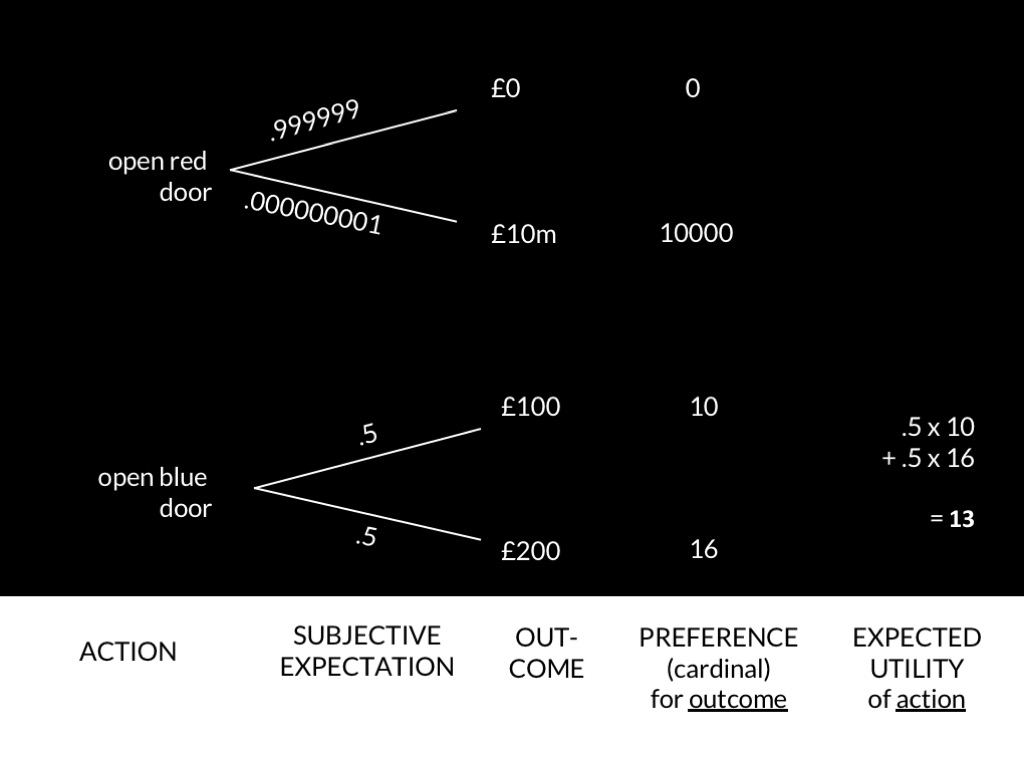 £0 0
.999999
open red
door
.000000001
£10m 10000
£100 10
.5
.5 x 10
+ .5 x 16
open blue
door
= 13
.5
£200 16
ACTION
SUBJECTIVE
EXPECTATION
OUT-
COME
PREFERENCE
(cardinal)
for outcome
EXPECTED
UTILITY
of action